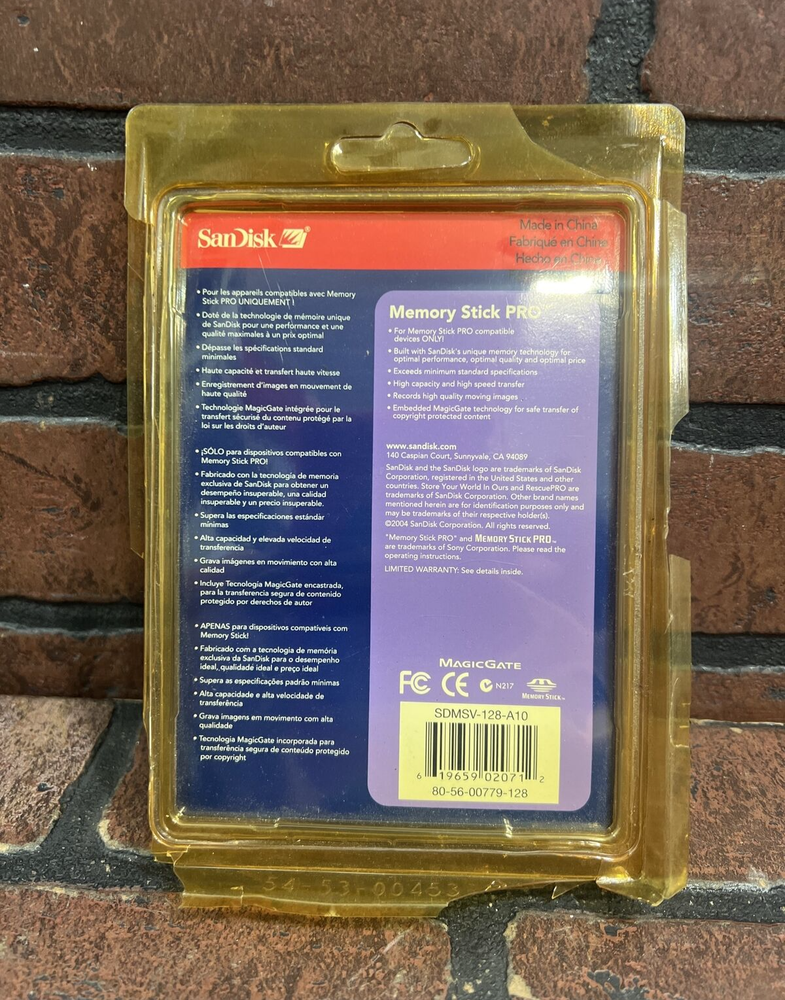 SanDisk
Made in China
Fabriqué en Chine
Hecho en China
• Pour les appareils compatibles avec Memory
Stick PRO UNIQUEMENT !
• Doté de la technologie de mémoire unique
de SanDisk pour une performance et une
qualité maximales à un prix optimal
• Dépasse les spécifications standard
minimales
• Haute capacité et transfert haute vitesse
• Enregistrement d'images en mouvement de
haute qualité
• Technologie MagicGate intégrée pour le
transfert sécurisé du contenu protégé par la
loi sur les droits d'auteur
• ¡SÓLO para dispositivos compatibles con
Memory Stick PRO!
• Fabricado con la tecnología de memoria
exclusiva de SanDisk para obtener un
desempeño insuperable, una calidad
insuperable y un precio insuperable.
• Supera las especificaciones estándar
mínimas
• Alta capacidad y elevada velocidad de
transferencia
• Grava imágenes en movimiento con alta
calidad
• Incluye Tecnología MagicGate encastrada,
para la transferencia segura de contenido
protegido por derechos de autor
• APENAS para dispositivos compatíveis com
Memory Stick!
• Fabricado com a tecnologia de memória
exclusiva da SanDisk para o desempenho
ideal, qualidade ideal e preço ideal
• Supera as especificações padrão mínimas
• Alta capacidade e alta velocidade de
transferência
• Grava imagens em movimento com alta
qualidade
• Tecnologia MagicGate incorporada para
transferência segura de conteúdo protegido
por copyright
Memory Stick PRO
• For Memory Stick PRO compatible
devices ONLY!
• Built with SanDisk's unique memory technology for
optimal performance, optimal quality and optimal price
• Exceeds minimum standard specifications
• High capacity and high speed transfer
• Records high quality moving images
• Embedded MagicGate technology for safe transfer of
copyright protected content
www.sandisk.com
140 Caspian Court, Sunnyvale, CA 94089
SanDisk and the SanDisk logo are trademarks of SanDisk
Corporation, registered in the United States and other
countries. Store Your World In Ours and RescuePRO are
trademarks of SanDisk Corporation. Other brand names
mentioned herein are for identification purposes only and
may be trademarks of their respective holder(s).
©2004 SanDisk Corporation. All rights reserved.
"Memory Stick PRO" and MEMORY STICK PRO™
are trademarks of Sony Corporation. Please read the
operating instructions.
LIMITED WARRANTY: See details inside.
MAGICGATE
FC CE N217 MEMORY STICK™
SDMSV-128-A10
6 19659 02071 2
80-56-00779-128
54-53-00453